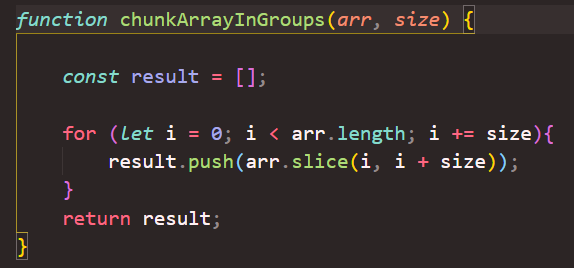 function chunkArrayInGroups(arr, size) {
const result = [];
for (let i = 0; i < arr.length; i += size){
result.push(arr.slice(i, i + size));
}
return result;
}